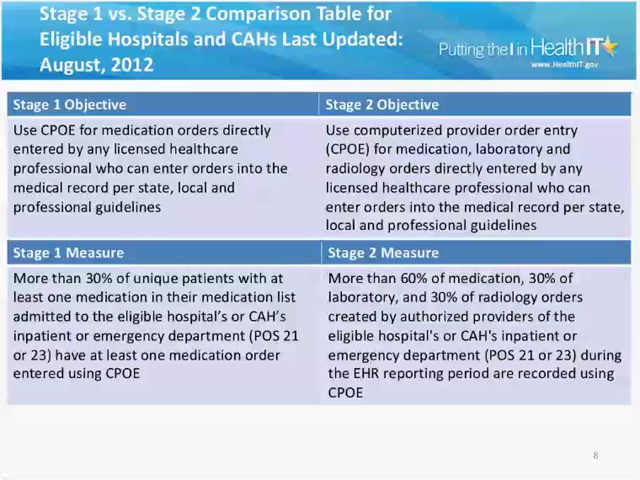 Stage 1 vs. Stage 2 Comparison Table for
Eligible Hospitals and CAHs Last Updated:
August, 2012
Putting the I in Health IT
www.HealthIT.gov
Stage 1 Objective
Stage 2 Objective
Use CPOE for medication orders directly
entered by any licensed healthcare
professional who can enter orders into the
medical record per state, local and
professional guidelines
Use computerized provider order entry
(CPOE) for medication, laboratory and
radiology orders directly entered by any
licensed healthcare professional who can
enter orders into the medical record per state,
local and professional guidelines
Stage 1 Measure
Stage 2 Measure
More than 30% of unique patients with at
least one medication in their medication list
admitted to the eligible hospital's or CAH's
inpatient or emergency department (POS 21
or 23) have at least one medication order
entered using CPOE
More than 60% of medication, 30% of
laboratory, and 30% of radiology orders
created by authorized providers of the
eligible hospital's or CAH's inpatient or
emergency department (POS 21 or 23) during
the EHR reporting period are recorded using
CPOE
8